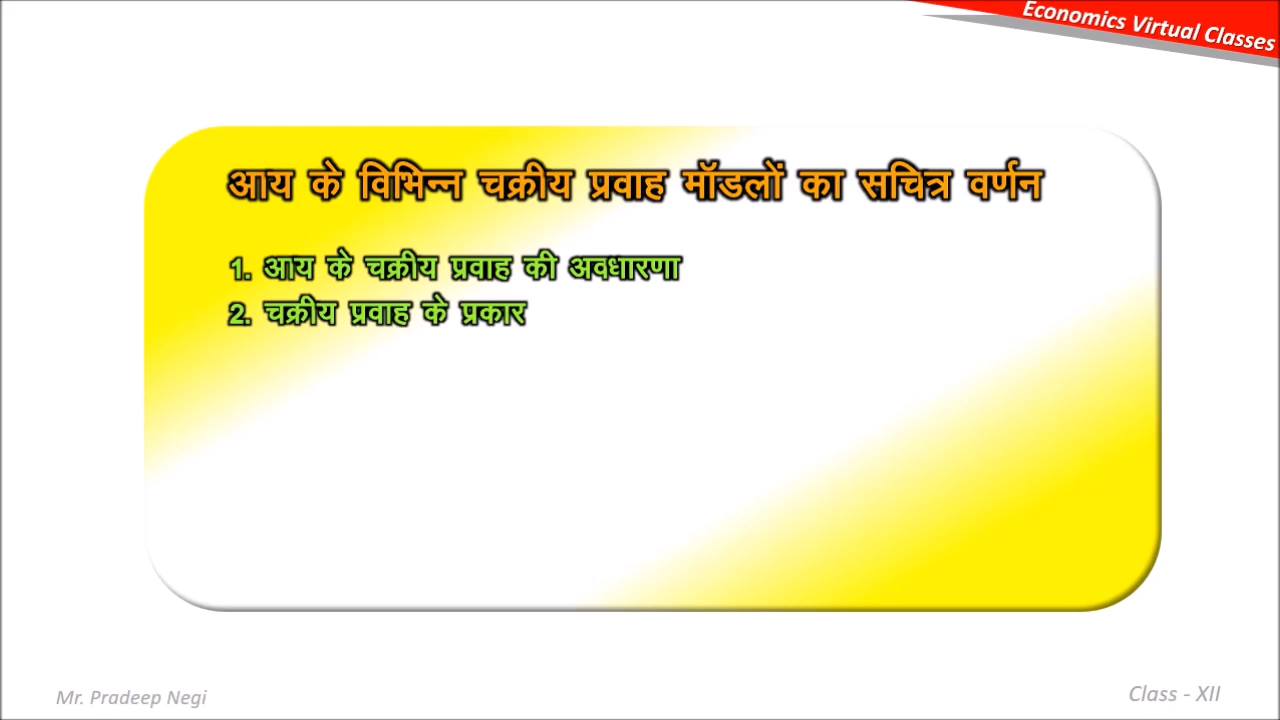 Economics Virtual Classes
आय के विभिन्न चक्रीय प्रवाह मॉडलों का सचित्र वर्णन
1. आय के चक्रीय प्रवाह की अवधारणा
2. चक्रीय प्रवाह के प्रकार
Mr. Pradeep Negi
Class - XII